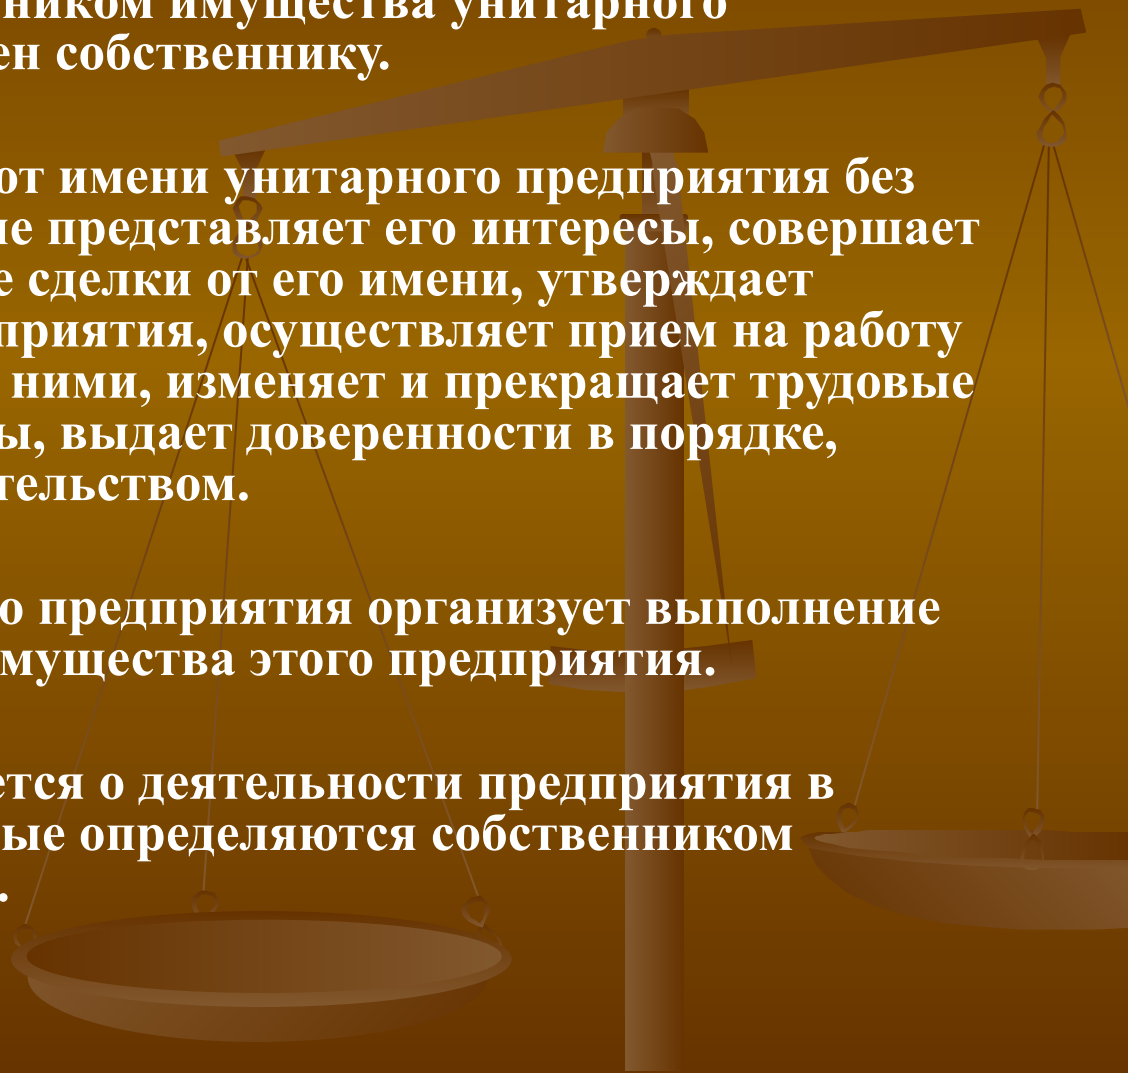 ником имущества унитарного
ен собственнику.
от имени унитарного предприятия без
ие представляет его интересы, совершает
е сделки от его имени, утверждает
приятия, осуществляет прием на работу
ними, изменяет и прекращает трудовые
ы, выдает доверенности в порядке,
тельством.
ю предприятия организует выполнение
мущества этого предприятия.
ется о деятельности предприятия в
ые определяются собственником
.